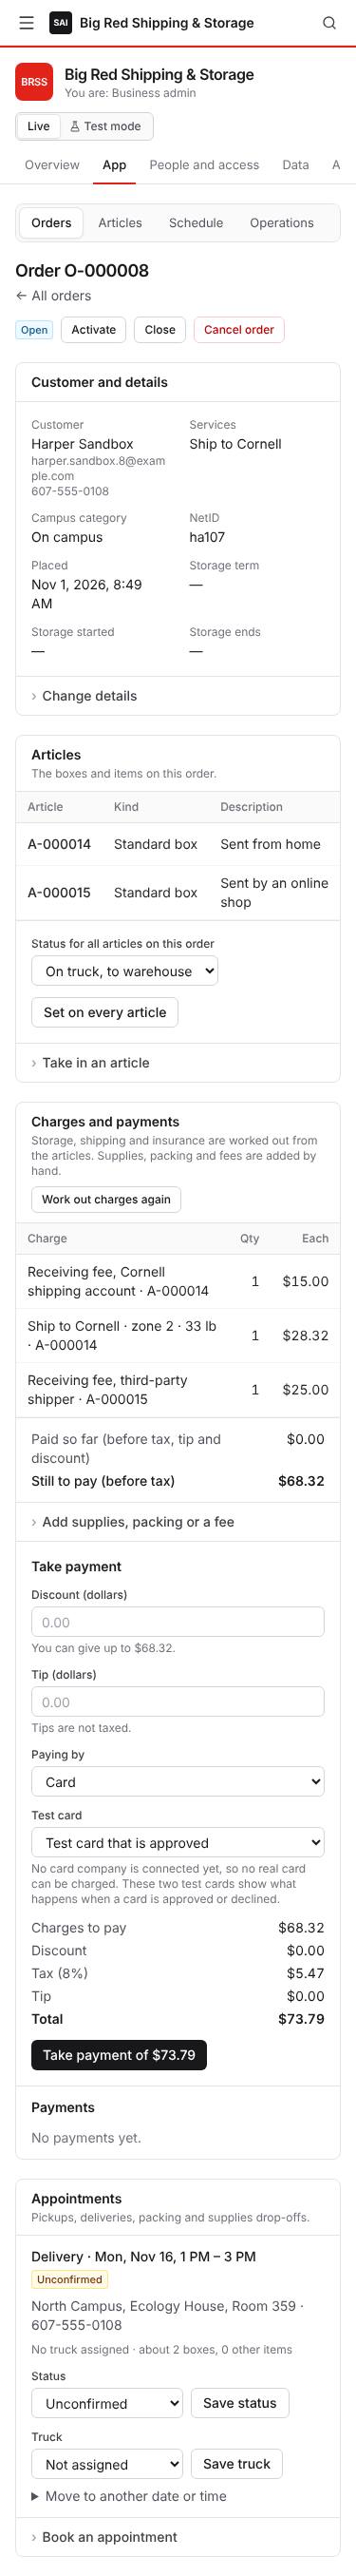 SAI Big Red Shipping & Storage
BRSS
Big Red Shipping & Storage
You are: Business admin
Live Test mode
Overview App People and access Data A
Orders Articles Schedule Operations
Order O-000008
← All orders
Open Activate Close Cancel order
Customer and details
Customer Services
Harper Sandbox Ship to Cornell
harper.sandbox.8@exam
ple.com
607-555-0108
Campus category NetID
On campus ha107
Placed Storage term
Nov 1, 2026, 8:49 —
AM
Storage started Storage ends
— —
› Change details
Articles
The boxes and items on this order.
Article Kind Description
A-000014 Standard box Sent from home
A-000015 Standard box Sent by an online
shop
Status for all articles on this order
On truck, to warehouse
Set on every article
› Take in an article
Charges and payments
Storage, shipping and insurance are worked out from
the articles. Supplies, packing and fees are added by
hand.
Work out charges again
Charge Qty Each
Receiving fee, Cornell
shipping account · A-000014 1 $15.00
Ship to Cornell · zone 2 · 33 lb
· A-000014 1 $28.32
Receiving fee, third-party
shipper · A-000015 1 $25.00
Paid so far (before tax, tip and $0.00
discount)
Still to pay (before tax) $68.32
› Add supplies, packing or a fee
Take payment
Discount (dollars)
0.00
You can give up to $68.32.
Tip (dollars)
0.00
Tips are not taxed.
Paying by
Card
Test card
Test card that is approved
No card company is connected yet, so no real card
can be charged. These two test cards show what
happens when a card is approved or declined.
Charges to pay $68.32
Discount $0.00
Tax (8%) $5.47
Tip $0.00
Total $73.79
Take payment of $73.79
Payments
No payments yet.
Appointments
Pickups, deliveries, packing and supplies drop-offs.
Delivery · Mon, Nov 16, 1 PM – 3 PM
Unconfirmed
North Campus, Ecology House, Room 359 ·
607-555-0108
No truck assigned · about 2 boxes, 0 other items
Status
Unconfirmed Save status
Truck
Not assigned Save truck
▶ Move to another date or time
› Book an appointment